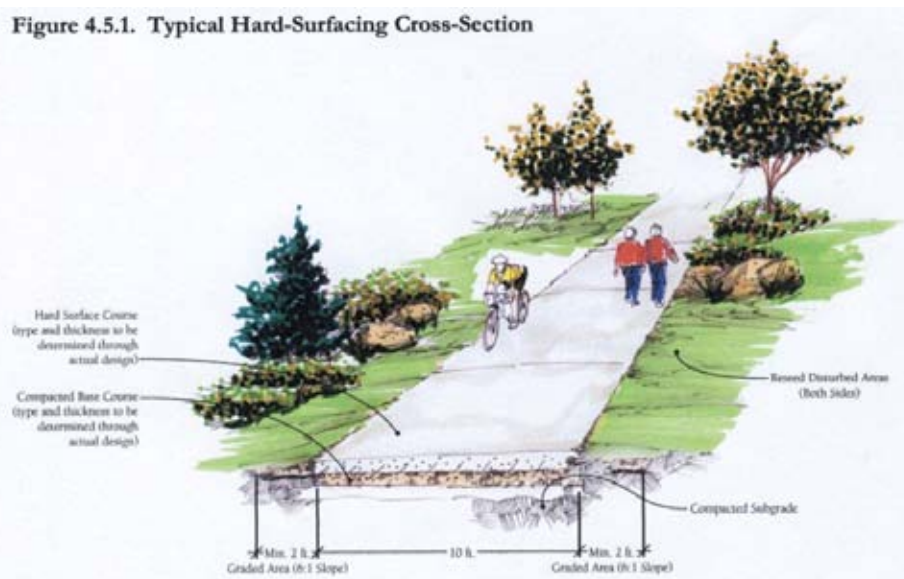 Figure 4.5.1. Typical Hard-Surfacing Cross-Section
Hard Surface Course
(type and thickness to be
determined through
actual design)
Compacted Base Course
(type and thickness to be
determined through
actual design)
Reseed Disturbed Areas
(Both Sides)
Compacted Subgrade
Min. 2 ft.
10 ft.
Min. 2 ft.
Graded Area (6:1 Slope)
Graded Area (6:1 Slope)